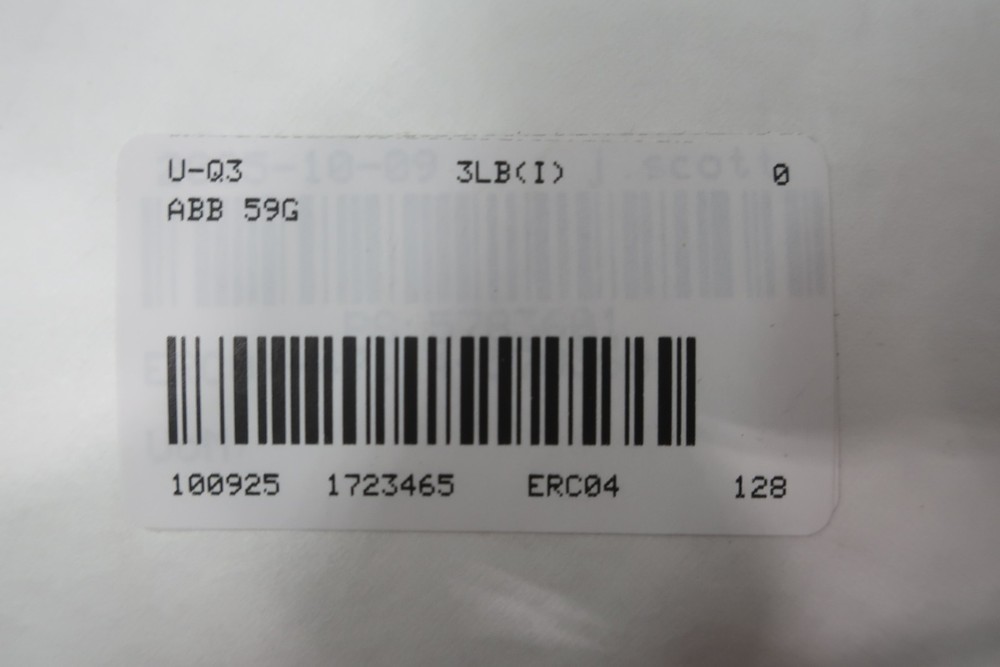 U-Q3 3LB(I) 0
ABB 59G
100925 1723465 ERC04 128